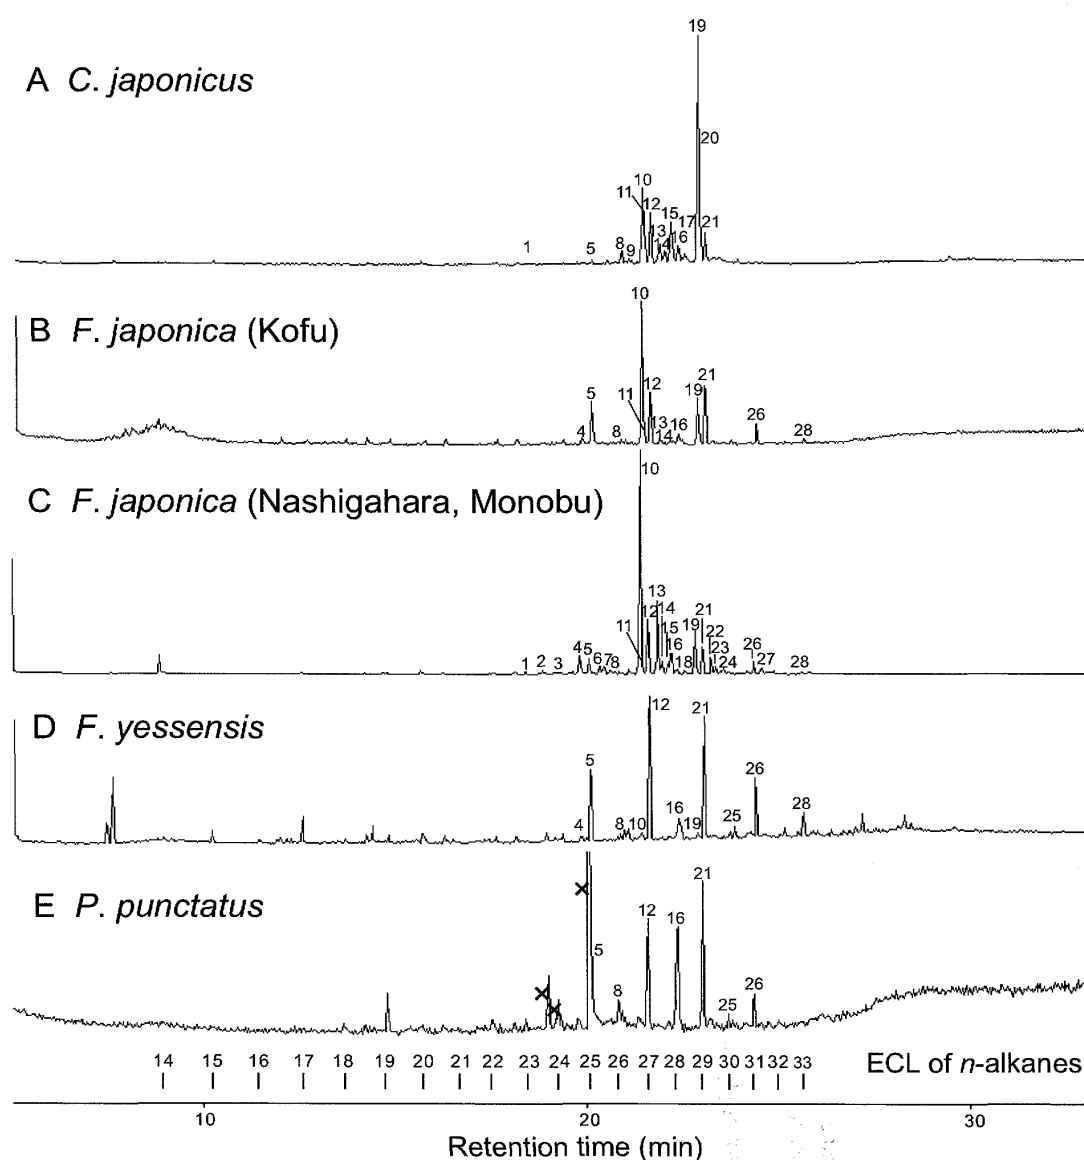 19
A C. japonicus
20
10
11 12 15 17 21
1 5 8 9 13 14 16
10
B F. japonica (Kofu)
5 11 12 19 21
4 8 13 14 16 26 28
10
C F. japonica (Nashigahara, Monobu)
13
11 12 14 15 19 21 22
1 2 3 4 5 6 7 8 16 18 23 24 26 27 28
12 21
D F. yessensis
5 26
4 8 10 16 19 25 28
21
E P. punctatus
5 12 16
8 25 26
14 15 16 17 18 19 20 21 22 23 24 25 26 27 28 29 30 31 32 33 ECL of n-alkanes
10 20 30
Retention time (min)